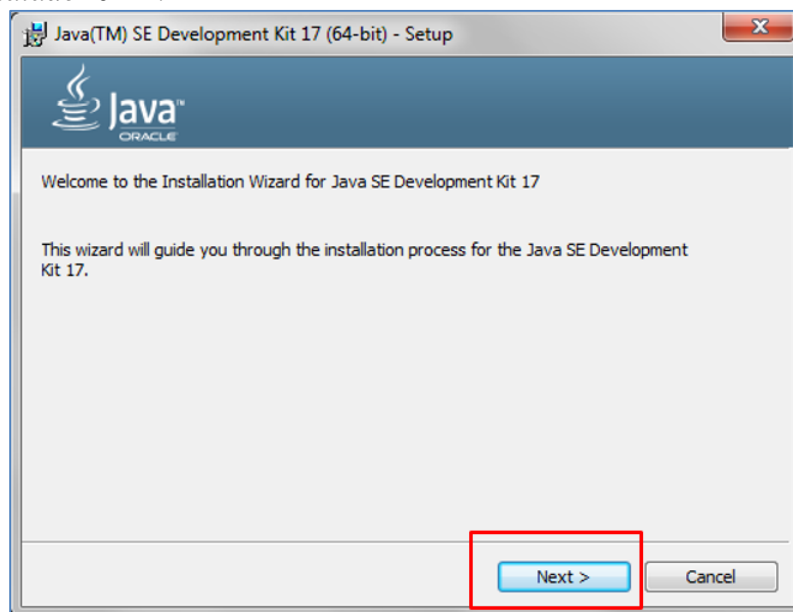 Java(TM) SE Development Kit 17 (64-bit) - Setup
Java™
ORACLE
Welcome to the Installation Wizard for Java SE Development Kit 17
This wizard will guide you through the installation process for the Java SE Development
Kit 17.
Next >
Cancel